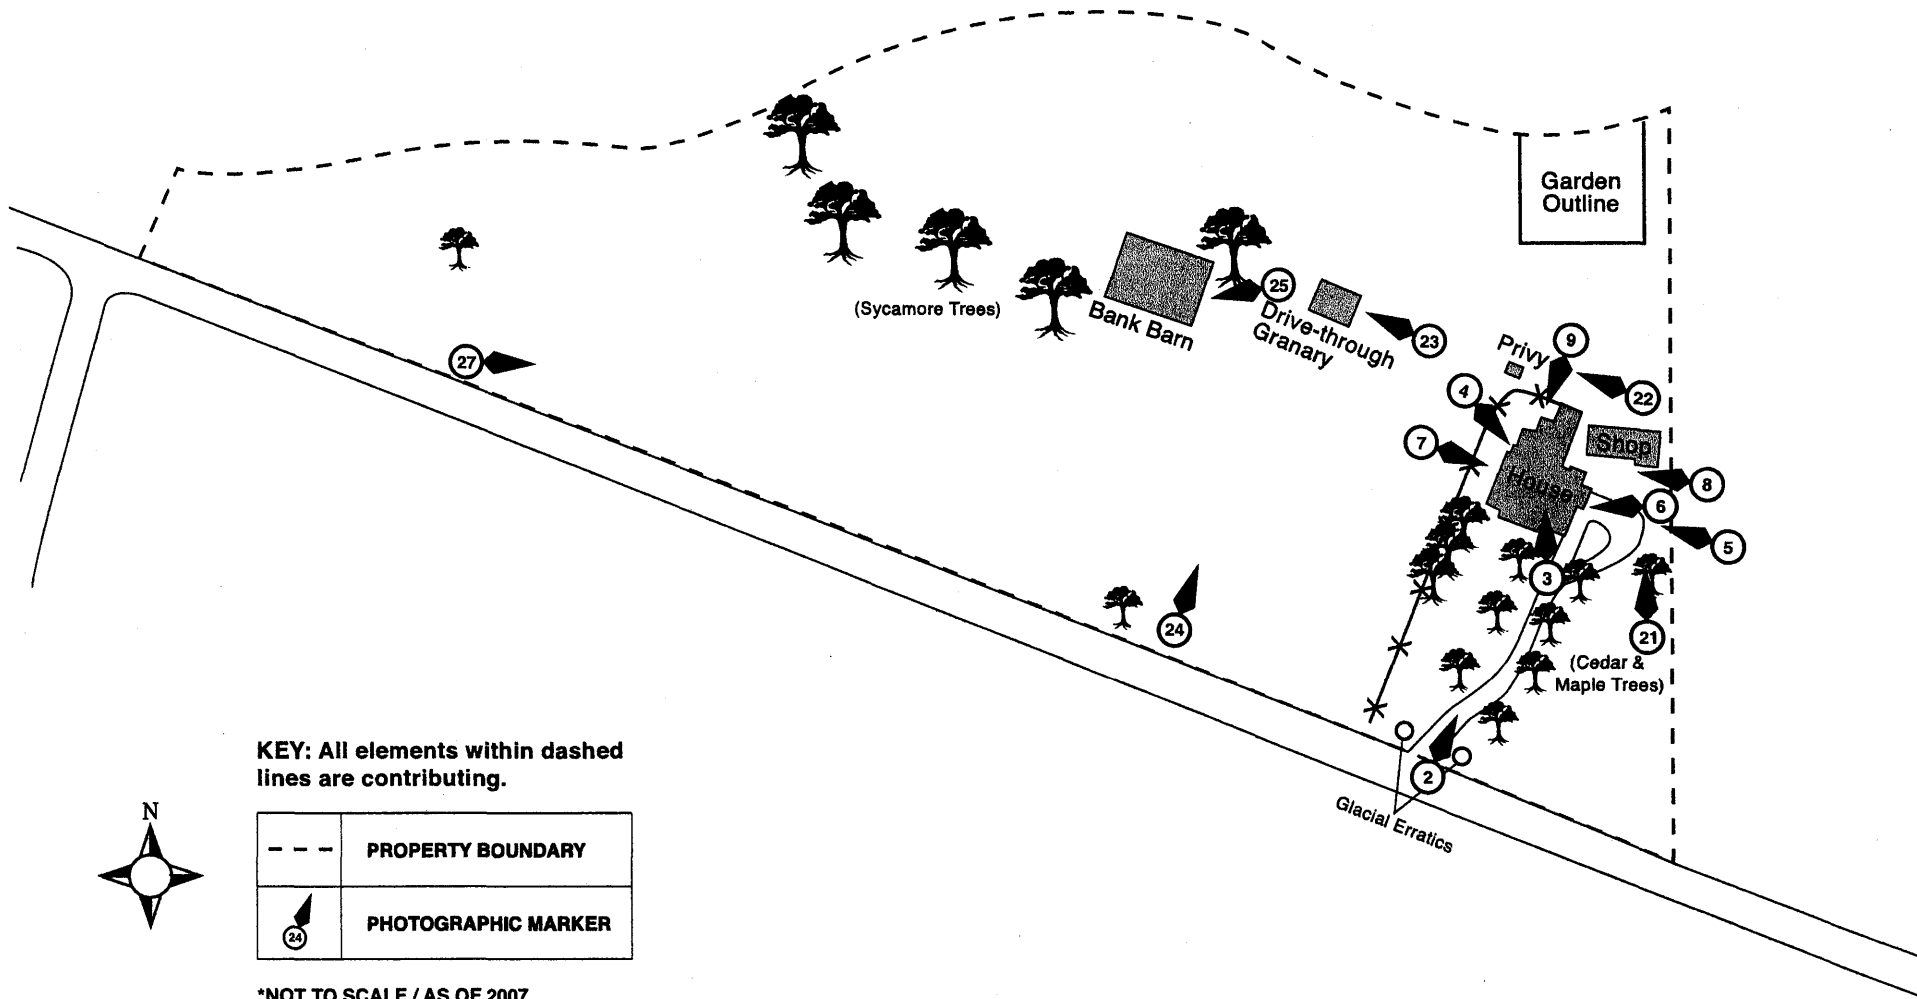 Garden
Outline
(Sycamore Trees)
Bank Barn
25
Drive-through
Granary
23
Privy
9
22
4
7
Shop
House
8
6
5
27
3
24
21
(Cedar &
Maple Trees)
2
Glacial Erratics
KEY: All elements within dashed
lines are contributing.
N
PROPERTY BOUNDARY
24
PHOTOGRAPHIC MARKER
*NOT TO SCALE / AS OF 2007